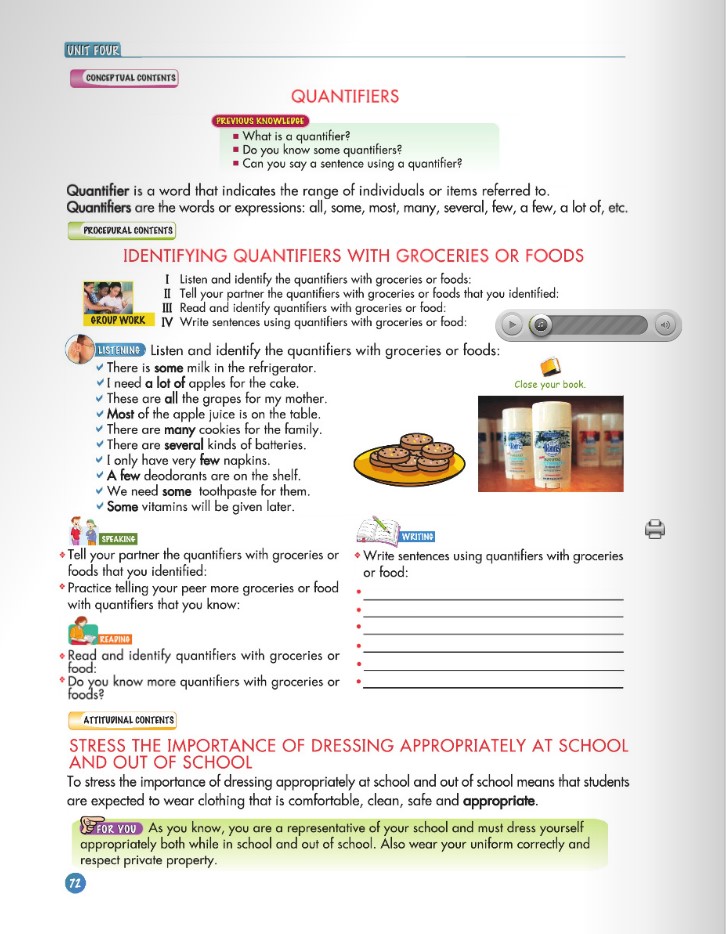 UNIT FOUR
CONCEPTUAL CONTENTS
QUANTIFIERS
PREVIOUS KNOWLEDGE
What is a quantifier?
Do you know some quantifiers?
Can you say a sentence using a quantifier?
Quantifier is a word that indicates the range of individuals or items referred to.
Quantifiers are the words or expressions: all, some, most, many, several, few, a few, a lot of, etc.
PROCEDURAL CONTENTS
IDENTIFYING QUANTIFIERS WITH GROCERIES OR FOODS
GROUP WORK
I Listen and identify the quantifiers with groceries or foods:
II Tell your partner the quantifiers with groceries or foods that you identified:
III Read and identify quantifiers with groceries or food:
IV Write sentences using quantifiers with groceries or food:
LISTENING Listen and identify the quantifiers with groceries or foods:
There is some milk in the refrigerator.
I need a lot of apples for the cake.
These are all the grapes for my mother.
Most of the apple juice is on the table.
There are many cookies for the family.
There are several kinds of batteries.
I only have very few napkins.
A few deodorants are on the shelf.
We need some toothpaste for them.
Some vitamins will be given later.
Close your book.
SPEAKING
Tell your partner the quantifiers with groceries or
foods that you identified:
Practice telling your peer more groceries or food
with quantifiers that you know:
READING
Read and identify quantifiers with groceries or
food:
Do you know more quantifiers with groceries or
foods?
WRITING
Write sentences using quantifiers with groceries
or food:
ATTITUDINAL CONTENTS
STRESS THE IMPORTANCE OF DRESSING APPROPRIATELY AT SCHOOL
AND OUT OF SCHOOL
To stress the importance of dressing appropriately at school and out of school means that students
are expected to wear clothing that is comfortable, clean, safe and appropriate.
FOR YOU As you know, you are a representative of your school and must dress yourself
appropriately both while in school and out of school. Also wear your uniform correctly and
respect private property.
72